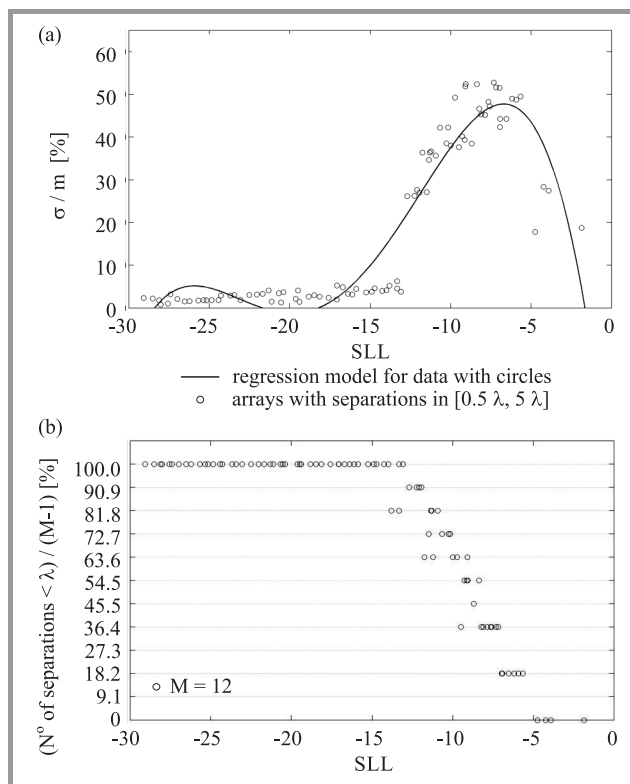 (a)
60
50
40
30
20
10
0
σ / m [%]
-30 -25 -20 -15 -10 -5 0
SLL
regression model for data with circles
arrays with separations in [0.5 λ, 5 λ]
(b)
100.0
90.9
81.8
72.7
63.6
54.5
45.5
36.4
27.3
18.2
9.1
0
(Nº of separations < λ) / (M-1) [%]
M = 12
-30 -25 -20 -15 -10 -5 0
SLL